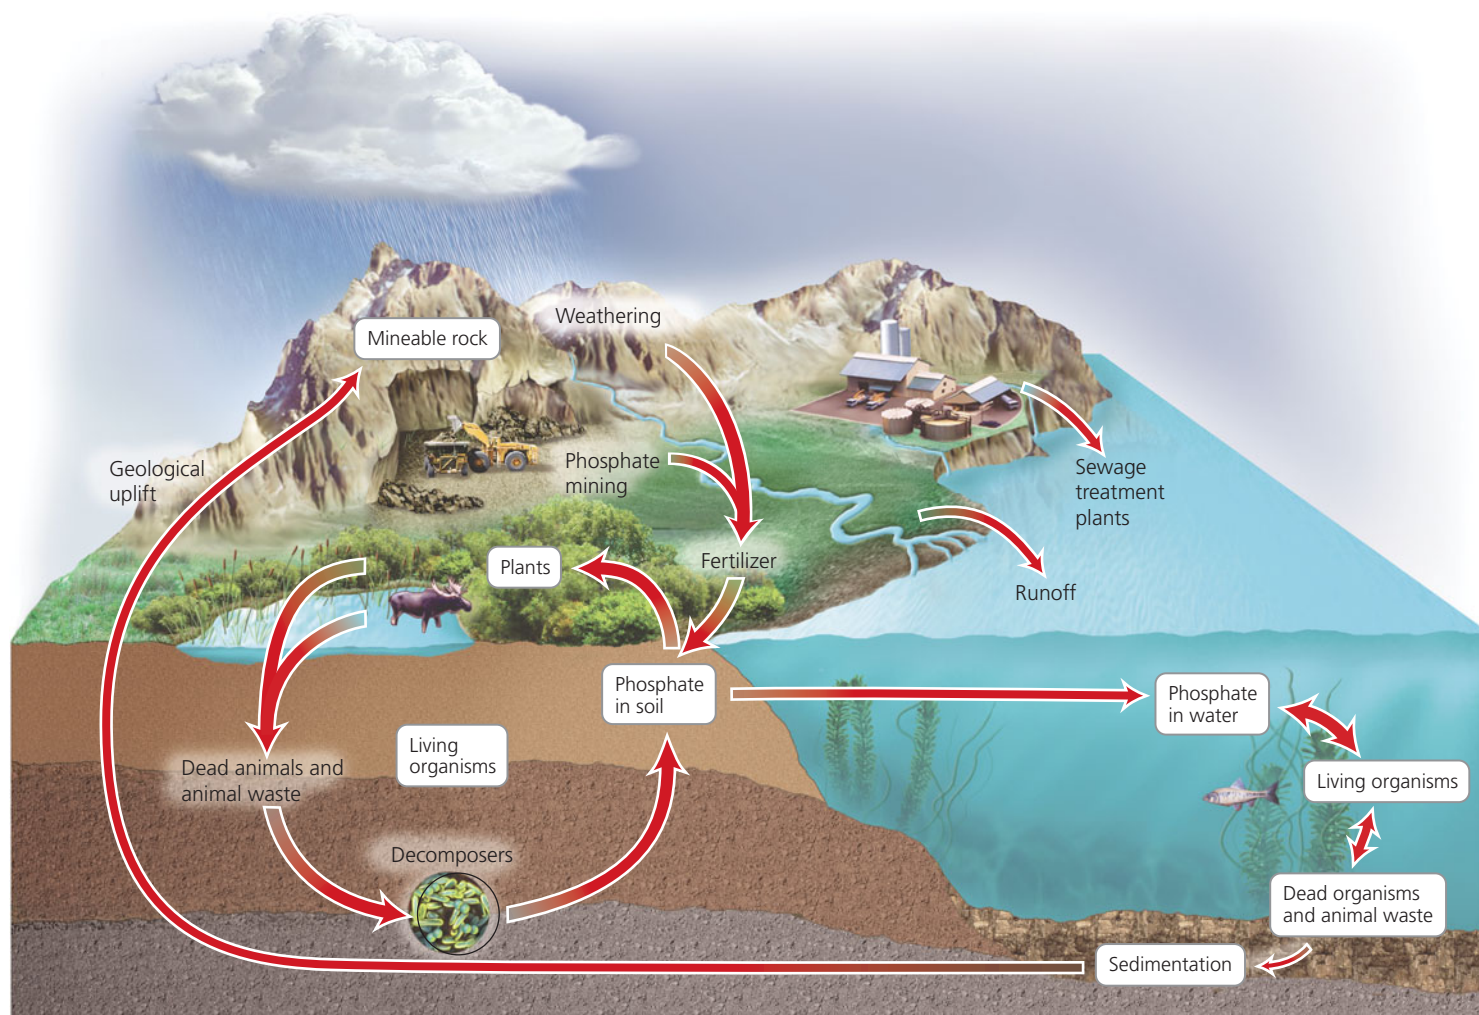 Weathering
Mineable rock
Geological
uplift
Phosphate
mining
Sewage
treatment
plants
Plants
Fertilizer
Runoff
Phosphate
in soil
Phosphate
in water
Living
organisms
Dead animals and
animal waste
Living organisms
Decomposers
Dead organisms
and animal waste
Sedimentation